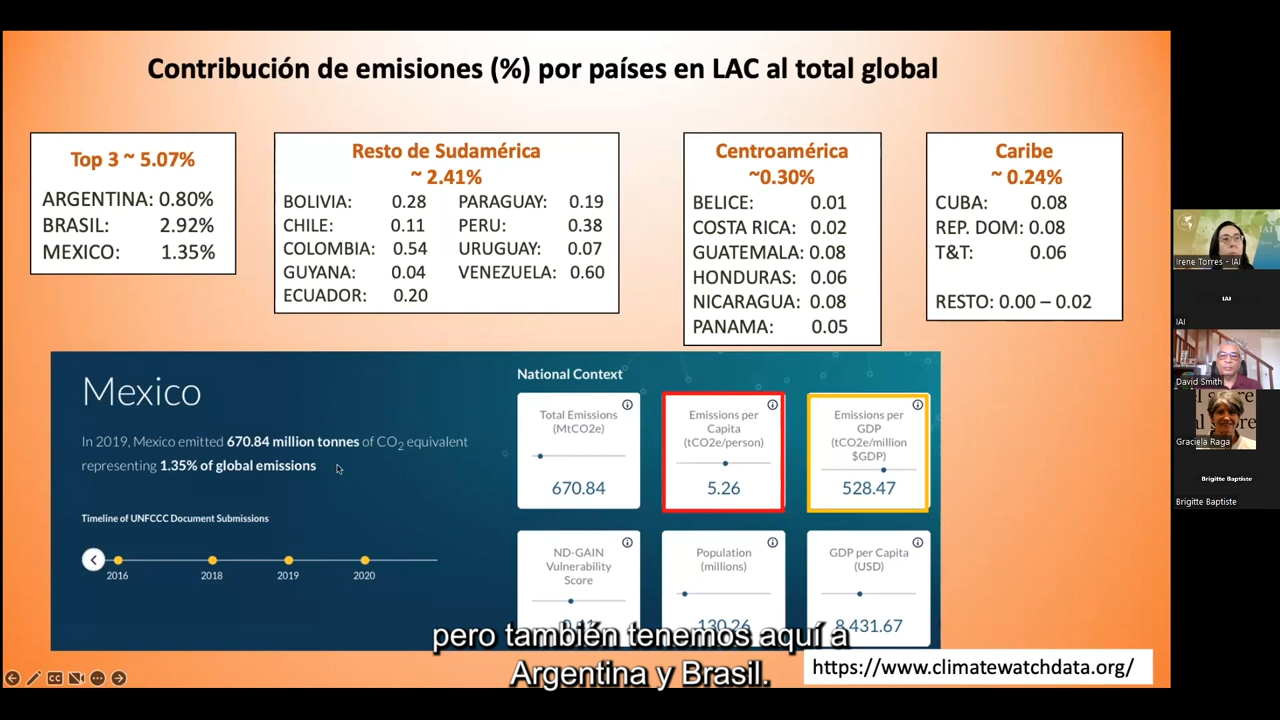 Contribución de emisiones (%) por países en LAC al total global
Top 3 ~ 5.07%
ARGENTINA: 0.80%
BRASIL: 2.92%
MEXICO: 1.35%
Resto de Sudamérica
~ 2.41%
BOLIVIA: 0.28
CHILE: 0.11
COLOMBIA: 0.54
GUYANA: 0.04
ECUADOR: 0.20
PARAGUAY: 0.19
PERU: 0.38
URUGUAY: 0.07
VENEZUELA: 0.60
Centroamérica
~0.30%
BELICE: 0.01
COSTA RICA: 0.02
GUATEMALA: 0.08
HONDURAS: 0.06
NICARAGUA: 0.08
PANAMA: 0.05
Caribe
~ 0.24%
CUBA: 0.08
REP. DOM: 0.08
T&T: 0.06
RESTO: 0.00 – 0.02
Mexico
In 2019, Mexico emitted 670.84 million tonnes of CO2 equivalent
representing 1.35% of global emissions
Timeline of UNFCCC Document Submissions
2016 2018 2019 2020
National Context
Total Emissions
(MtCO2e)
670.84
Emissions per
Capita
(tCO2e/person)
5.26
Emissions per
GDP
(tCO2e/million
$GDP)
528.47
ND-GAIN
Vulnerability
Score
Population
(millions)
130.26
GDP per Capita
(USD)
8,431.67
pero también tenemos aquí a
Argentina y Brasil.
https://www.climatewatchdata.org/
CC
IAI
Irene Torres - IAI
IAI
IAI
David Smith
Graciela Raga
Brigitte Baptiste
Brigitte Baptiste